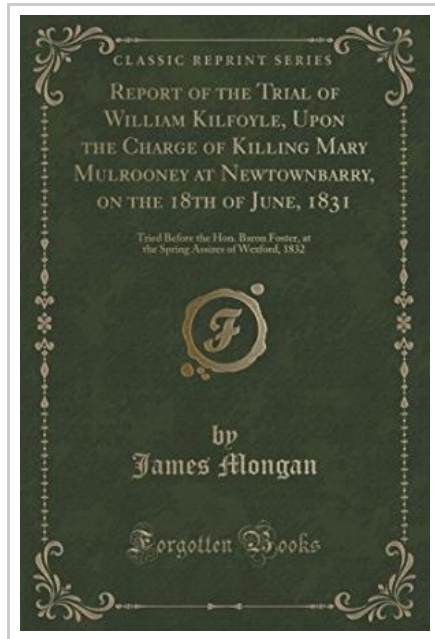 CLASSIC REPRINT SERIES
REPORT OF THE TRIAL OF
WILLIAM KILFOYLE, UPON
THE CHARGE OF KILLING MARY
MULROONEY AT NEWTOWNBARRY,
ON THE 18TH OF JUNE, 1831
Tried Before the Hon. Baron Foster, at
the Spring Assizes of Wexford, 1832
F
by
James Mongan
Forgotten Books